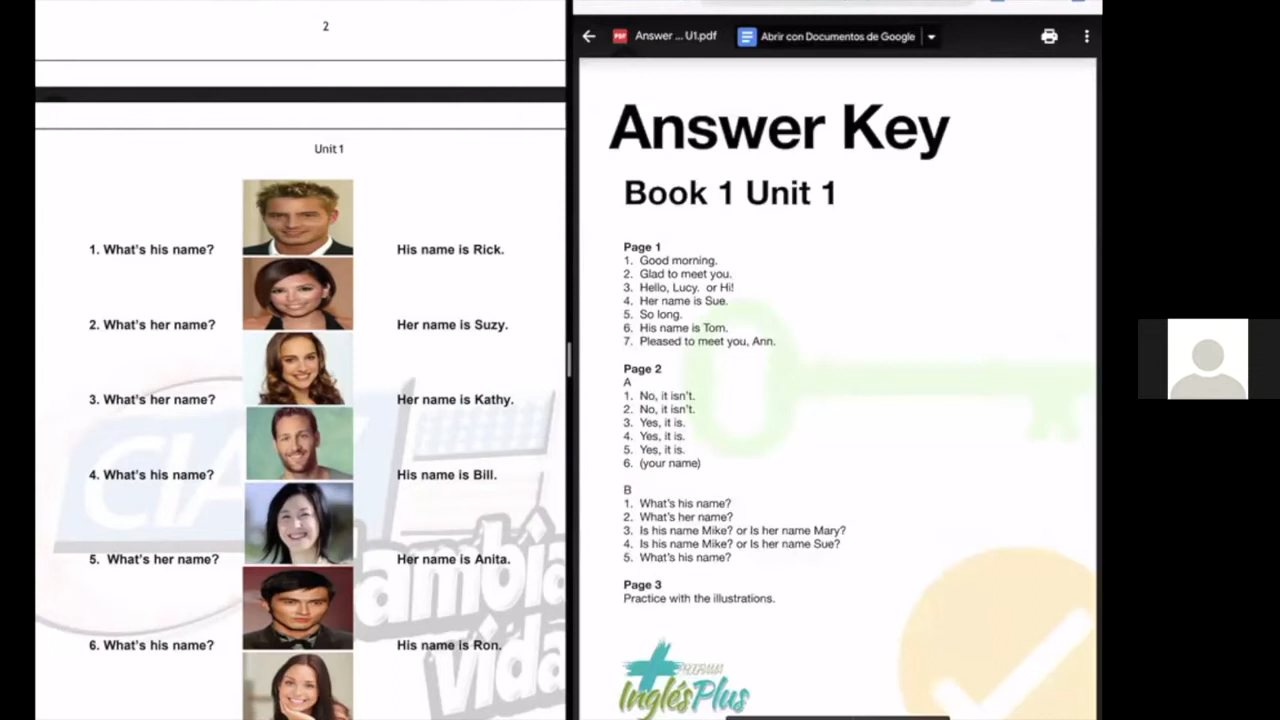 2
Unit 1
1. What's his name?
His name is Rick.
2. What's her name?
Her name is Suzy.
3. What's her name?
Her name is Kathy.
4. What's his name?
His name is Bill.
5. What's her name?
Her name is Anita.
6. What's his name?
His name is Ron.
CIA
ambia
vida
Answer ... U1.pdf
PDF
Abrir con Documentos de Google
Answer Key
Book 1 Unit 1
Page 1
1. Good morning.
2. Glad to meet you.
3. Hello, Lucy. or Hi!
4. Her name is Sue.
5. So long.
6. His name is Tom.
7. Pleased to meet you, Ann.
Page 2
A
1. No, it isn't.
2. No, it isn't.
3. Yes, it is.
4. Yes, it is.
5. Yes, it is.
6. (your name)
B
1. What's his name?
2. What's her name?
3. Is his name Mike? or Is her name Mary?
4. Is his name Mike? or Is her name Sue?
5. What's his name?
Page 3
Practice with the illustrations.
PROGRAMA
InglésPlus